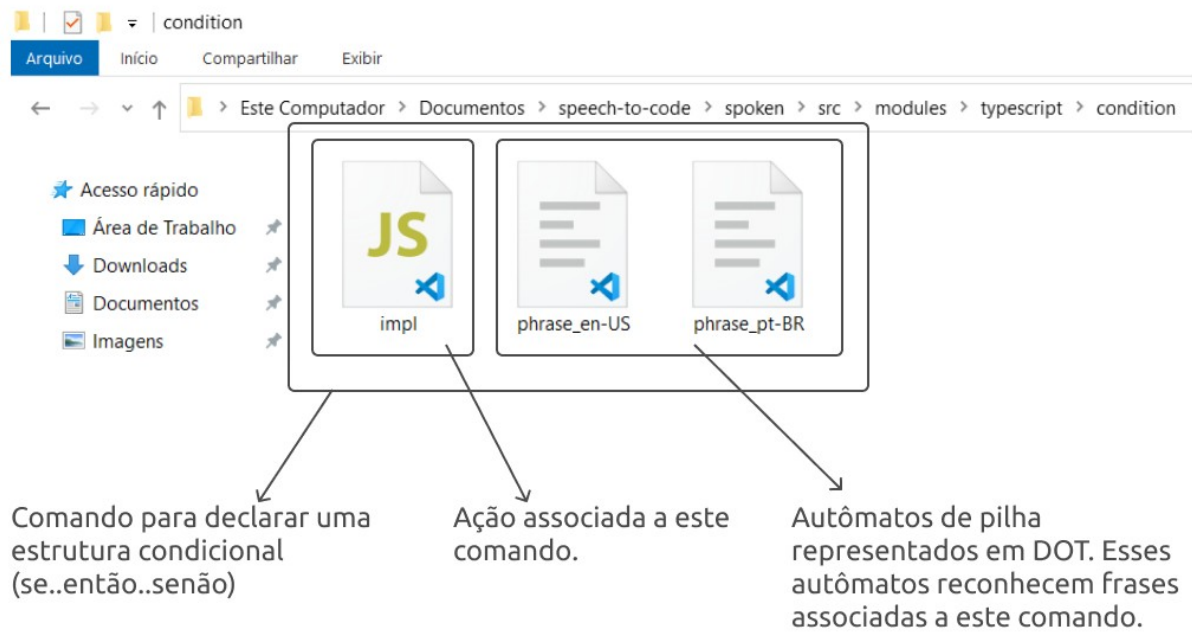 condition
Arquivo Início Compartilhar Exibir
Este Computador > Documentos > speech-to-code > spoken > src > modules > typescript > condition
Acesso rápido
Área de Trabalho
Downloads
Documentos
Imagens
JS
impl
phrase_en-US
phrase_pt-BR
Comando para declarar uma
estrutura condicional
(se..então..senão)
Ação associada a este
comando.
Autômatos de pilha
representados em DOT. Esses
autômatos reconhecem frases
associadas a este comando.